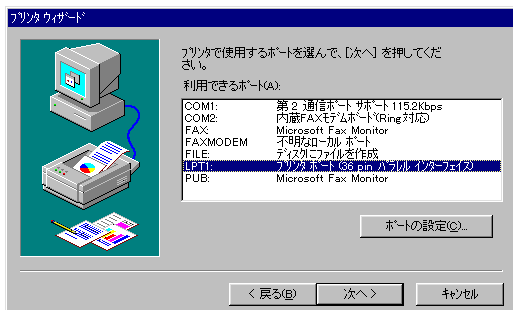 プリンタ ウィザード
プリンタで使用するポートを選んで、[次へ] を押してくだ
さい。
利用できるポート(A):
COM1: 第 2 通信ポート サポート 115.2Kbps
COM2: 内蔵FAXモデムボード(Ring対応)
FAX: Microsoft Fax Monitor
FAXMODEM 不明なローカル ポート
FILE: ディスクにファイルを作成
LPT1: プリンタ ポート (36 pin パラレル インターフェイス)
PUB: Microsoft Fax Monitor
ポートの設定(C)...
< 戻る(B) 次へ > キャンセル